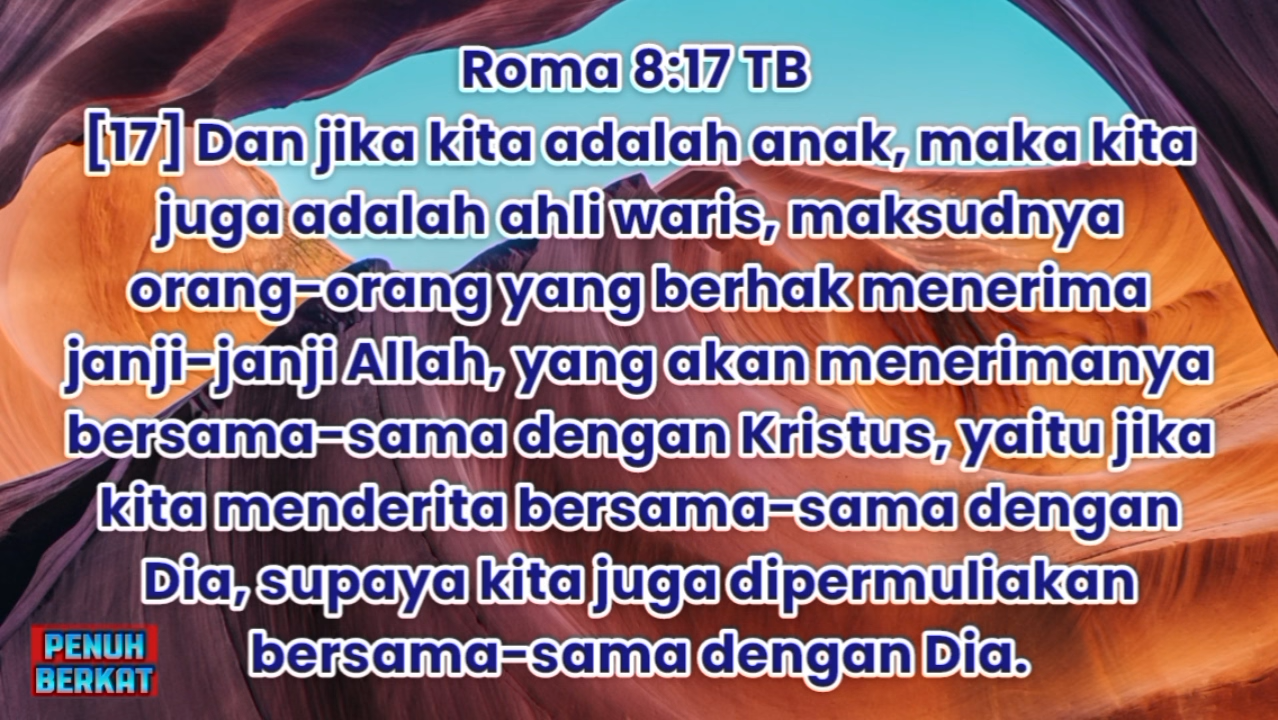 Roma 8:17 TB
[17] Dan jika kita adalah anak, maka kita
juga adalah ahli waris, maksudnya
orang-orang yang berhak menerima
janji-janji Allah, yang akan menerimanya
bersama-sama dengan Kristus, yaitu jika
kita menderita bersama-sama dengan
Dia, supaya kita juga dipermuliakan
bersama-sama dengan Dia.
PENUH
BERKAT